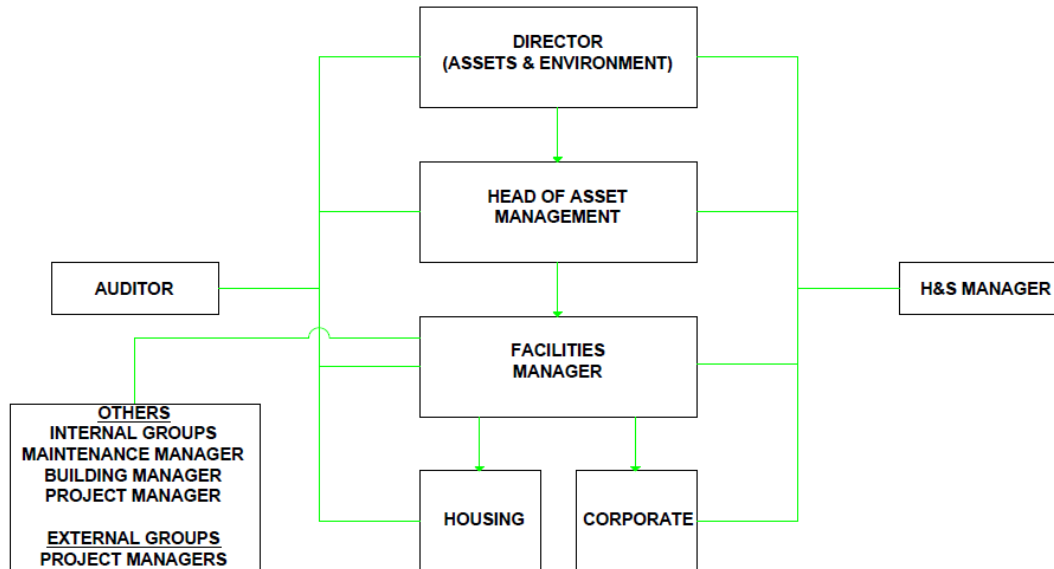 DIRECTOR
(ASSETS & ENVIRONMENT)
HEAD OF ASSET
MANAGEMENT
AUDITOR
H&S MANAGER
FACILITIES
MANAGER
OTHERS
INTERNAL GROUPS
MAINTENANCE MANAGER
BUILDING MANAGER
PROJECT MANAGER
EXTERNAL GROUPS
PROJECT MANAGERS
HOUSING
CORPORATE